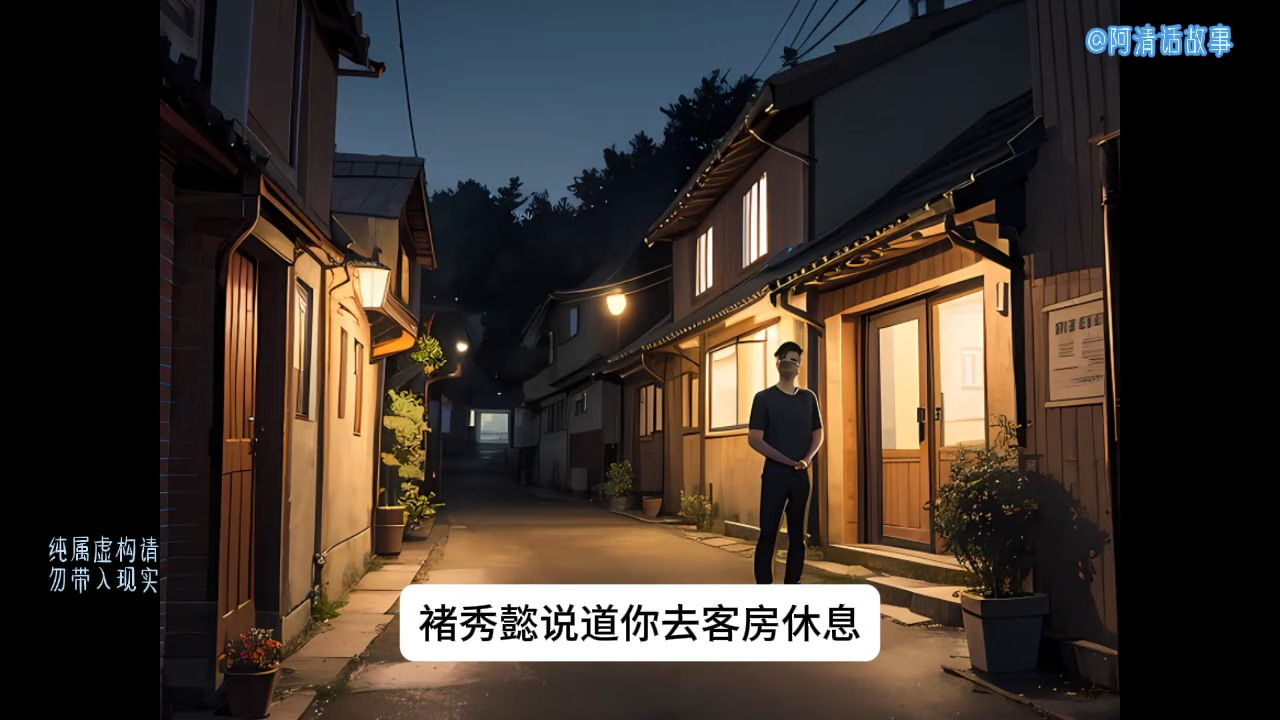 @阿清话故事
纯属虚构请
勿带入现实
褚秀懿说道你去客房休息